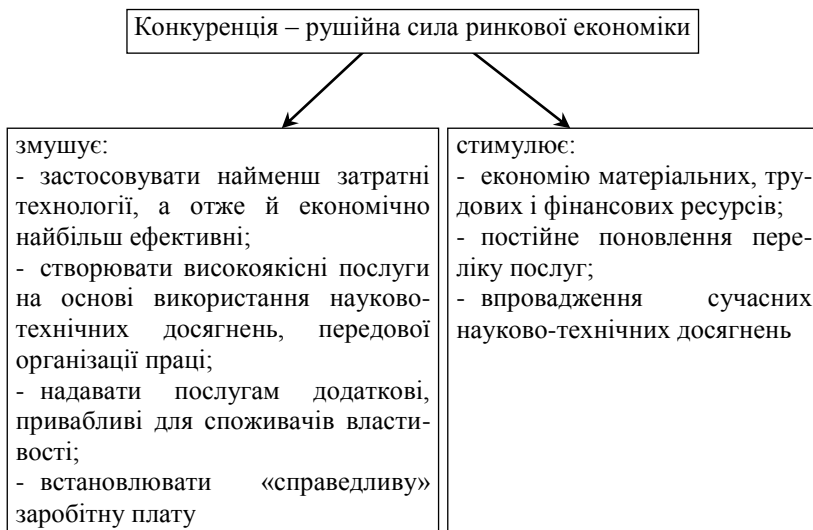 Конкуренція – рушійна сила ринкової економіки
змушує:
- застосовувати найменш затратні
технології, а отже й економічно
найбільш ефективні;
- створювати високоякісні послуги
на основі використання науково-
технічних досягнень, передової
організації праці;
- надавати послугам додаткові,
привабливі для споживачів власти-
вості;
- встановлювати «справедливу»
заробітну плату
стимулює:
- економію матеріальних, тру-
дових і фінансових ресурсів;
- постійне поновлення пере-
ліку послуг;
- впровадження сучасних
науково-технічних досягнень